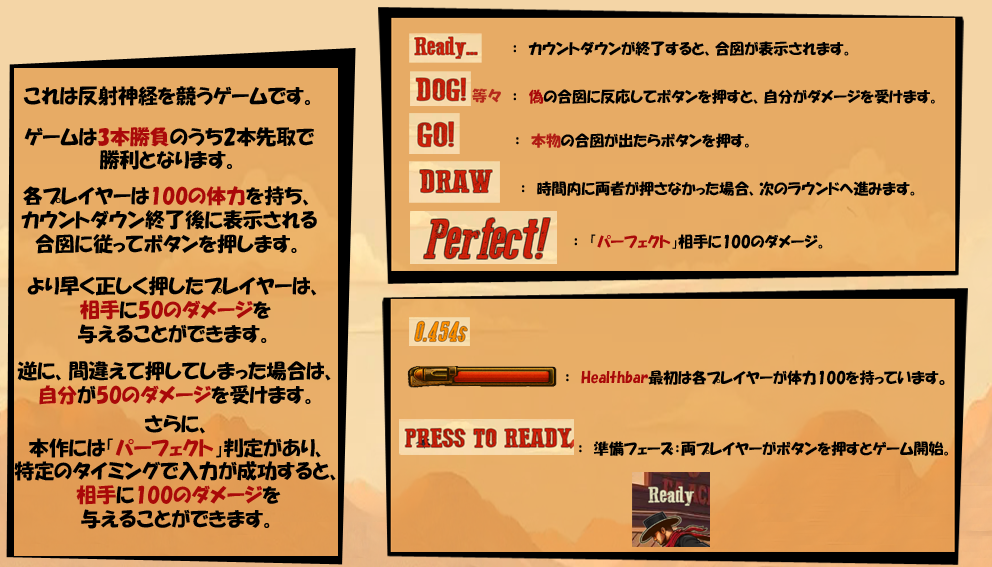 これは反射神経を競うゲームです。
ゲームは3本勝負のうち2本先取で
勝利となります。
各プレイヤーは100の体力を持ち、
カウントダウン終了後に表示される
合図に従ってボタンを押します。
より早く正しく押したプレイヤーは、
相手に50のダメージを
与えることができます。
逆に、間違えて押してしまった場合は、
自分が50のダメージを受けます。
さらに、
本作には「パーフェクト」判定があり、
特定のタイミングで入力が成功すると、
相手に100のダメージを
与えることができます。
Ready... : カウントダウンが終了すると、合図が表示されます。
DOG!等々 : 偽の合図に反応してボタンを押すと、自分がダメージを受けます。
GO! : 本物の合図が出たらボタンを押す。
DRAW : 時間内に両者が押さなかった場合、次のラウンドへ進みます。
Perfect! : 「パーフェクト」相手に100のダメージ。
0.454s
: Healthbar最初は各プレイヤーが体力100を持っています。
PRESS TO READY, : 準備フェーズ:両プレイヤーがボタンを押すとゲーム開始。
Ready